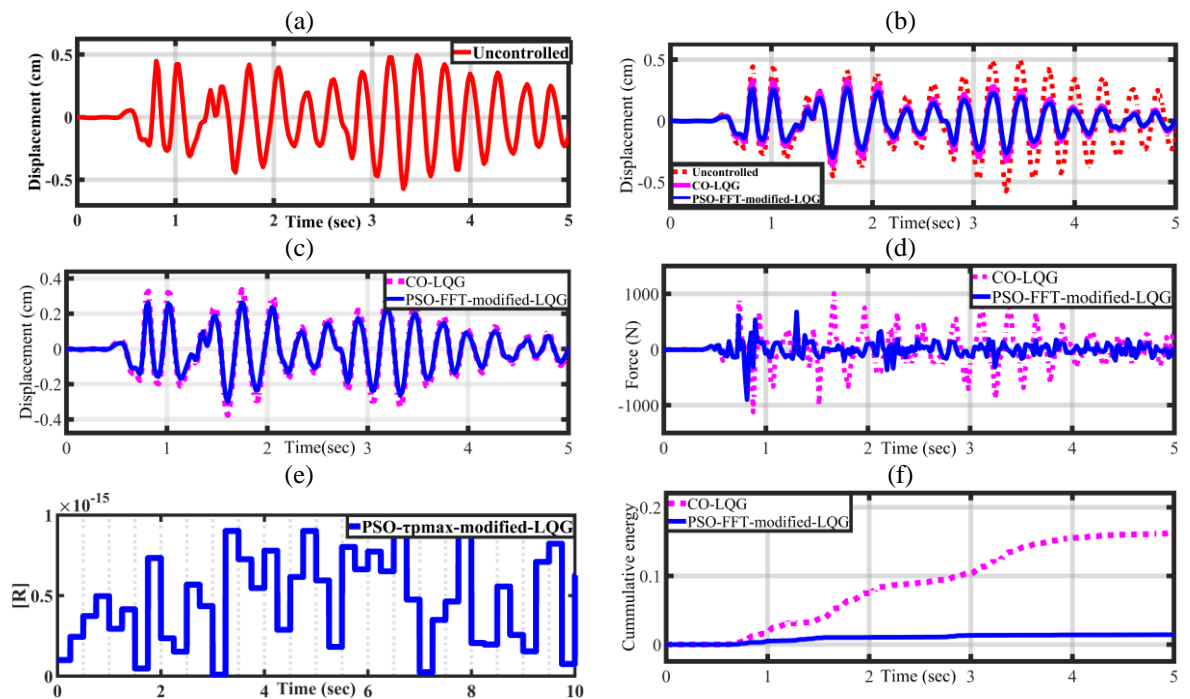 (a)
Displacement (cm)
0.5
0
-0.5
Uncontrolled
0 1 2 3 4 5
Time (sec)
(b)
Displacement (cm)
0.5
0
-0.5
Uncontrolled
CO-LQG
PSO-FFT-modified-LQG
0 1 2 3 4 5
Time(sec)
(c)
Displacement (cm)
0.4
0.2
0
-0.2
-0.4
CO-LQG
PSO-FFT-modified-LQG
0 1 2 3 4 5
Time(sec)
(d)
Force (N)
1000
0
-1000
CO-LQG
PSO-FFT-modified-LQG
0 1 2 3 4 5
Time(sec)
(e)
×10⁻¹⁵
[R]
1
0.5
0
PSO-τpmax-modified-LQG
0 2 4 6 8 10
Time (sec)
(f)
Cummulative energy
0.2
0.1
0
CO-LQG
PSO-FFT-modified-LQG
0 1 2 3 4 5
Time (sec)